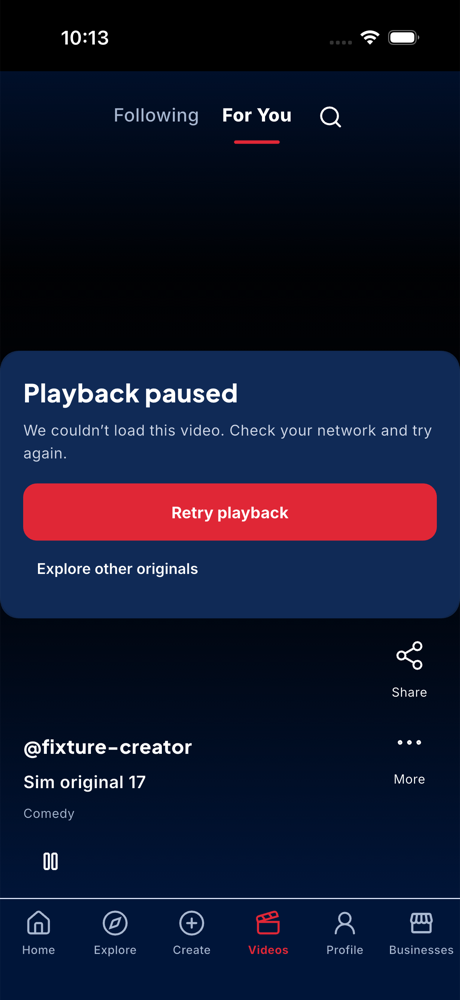 10:13
Following For You
Playback paused
We couldn’t load this video. Check your network and try
again.
Retry playback
Explore other originals
Share
@fixture-creator
More
Sim original 17
Comedy
Home Explore Create Videos Profile Businesses